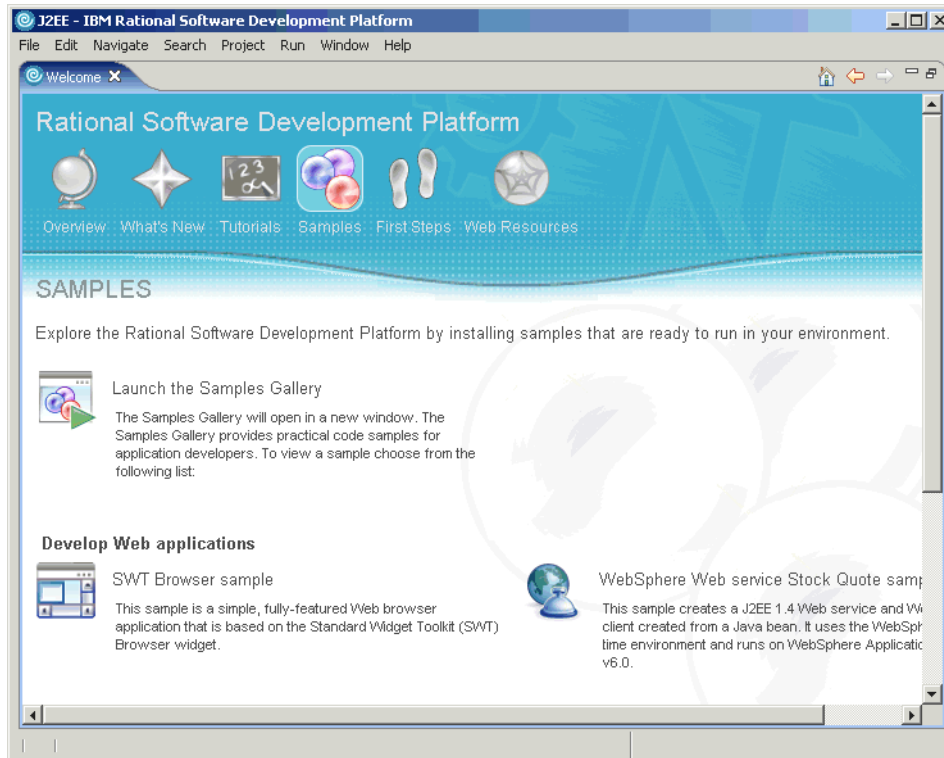 J2EE - IBM Rational Software Development Platform
File Edit Navigate Search Project Run Window Help
Welcome
Rational Software Development Platform
123
Overview What's New Tutorials Samples First Steps Web Resources
SAMPLES
Explore the Rational Software Development Platform by installing samples that are ready to run in your environment.
Launch the Samples Gallery
The Samples Gallery will open in a new window. The
Samples Gallery provides practical code samples for
application developers. To view a sample choose from the
following list:
Develop Web applications
SWT Browser sample
This sample is a simple, fully-featured Web browser
application that is based on the Standard Widget Toolkit (SWT)
Browser widget.
WebSphere Web service Stock Quote
This sample creates a J2EE 1.4 Web service and
client created from a Java bean. It uses the
time environment and runs on WebSphere
v6.0.